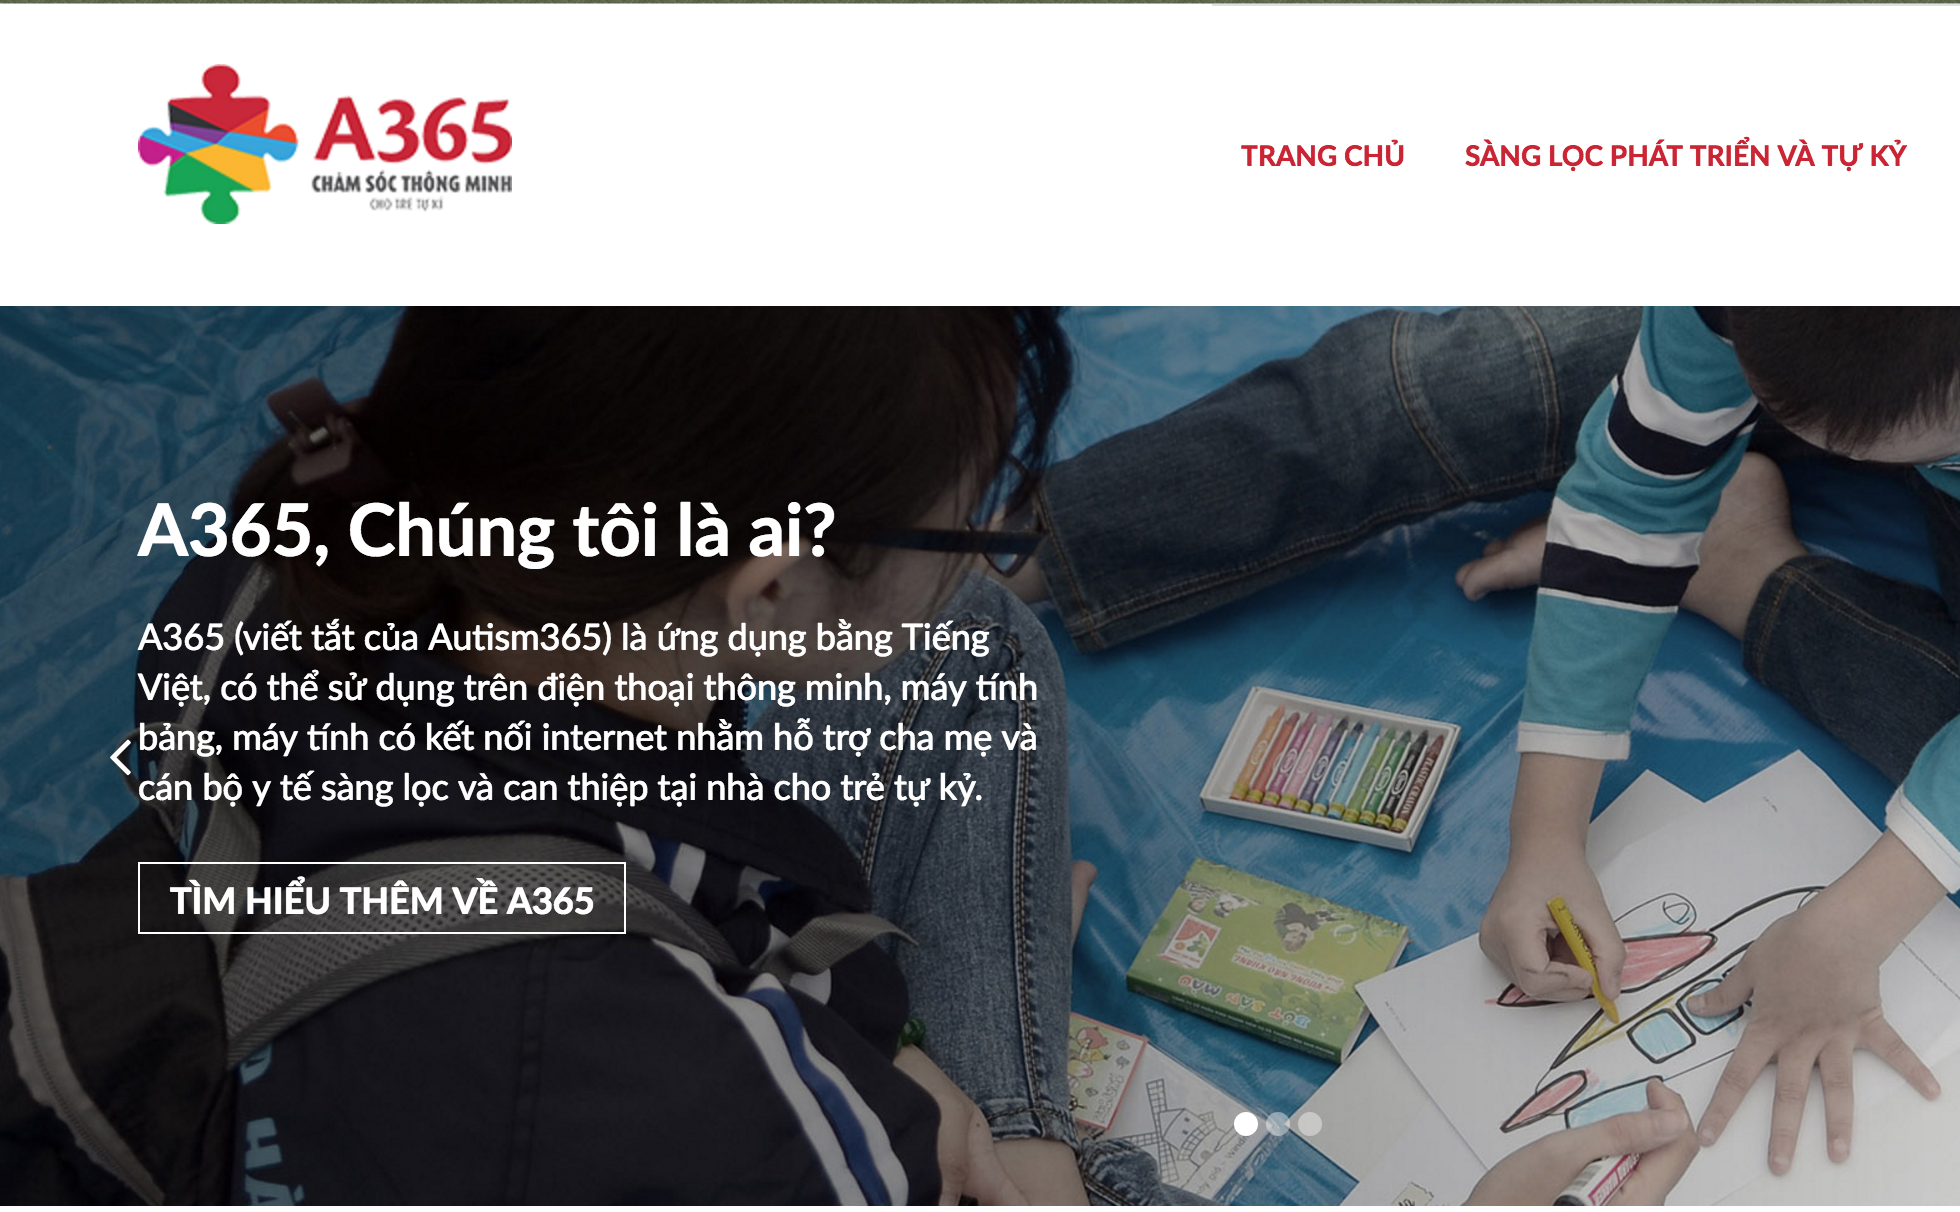 A365
CHĂM SÓC THÔNG MINH
CHO TRẺ TỰ KỈ
TRANG CHỦ
SÀNG LỌC PHÁT TRIỂN VÀ TỰ KỶ
A365, Chúng tôi là ai?
A365 (viết tắt của Autism365) là ứng dụng bằng Tiếng
Việt, có thể sử dụng trên điện thoại thông minh, máy tính
bảng, máy tính có kết nối internet nhằm hỗ trợ cha mẹ và
cán bộ y tế sàng lọc và can thiệp tại nhà cho trẻ tự kỷ.
TÌM HIỂU THÊM VỀ A365
BỘT SÁP MÀU